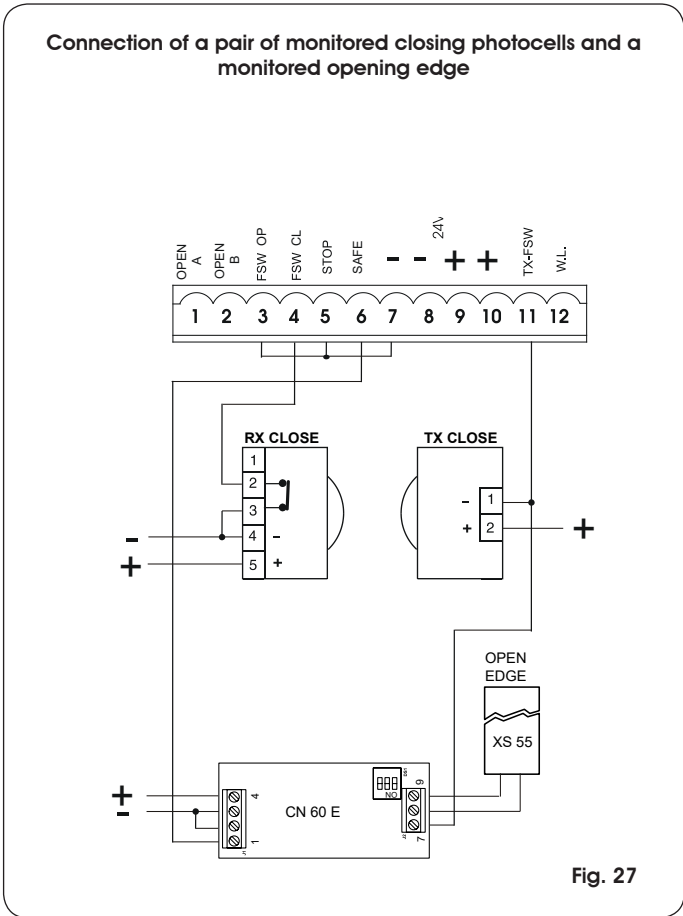 Connection of a pair of monitored closing photocells and a
monitored opening edge
OPEN A
OPEN B
FSW OP
FSW CL
STOP
SAFE
-
-
24V
+
+
TX-FSW
W.L.
1 2 3 4 5 6 7 8 9 10 11 12
RX CLOSE
1
2
3
- 4 -
+ 5 +
TX CLOSE
- 1
+ 2 +
OPEN
EDGE
XS 55
+
-
4
1
J1
CN 60 E
ON
9
7
Fig. 27